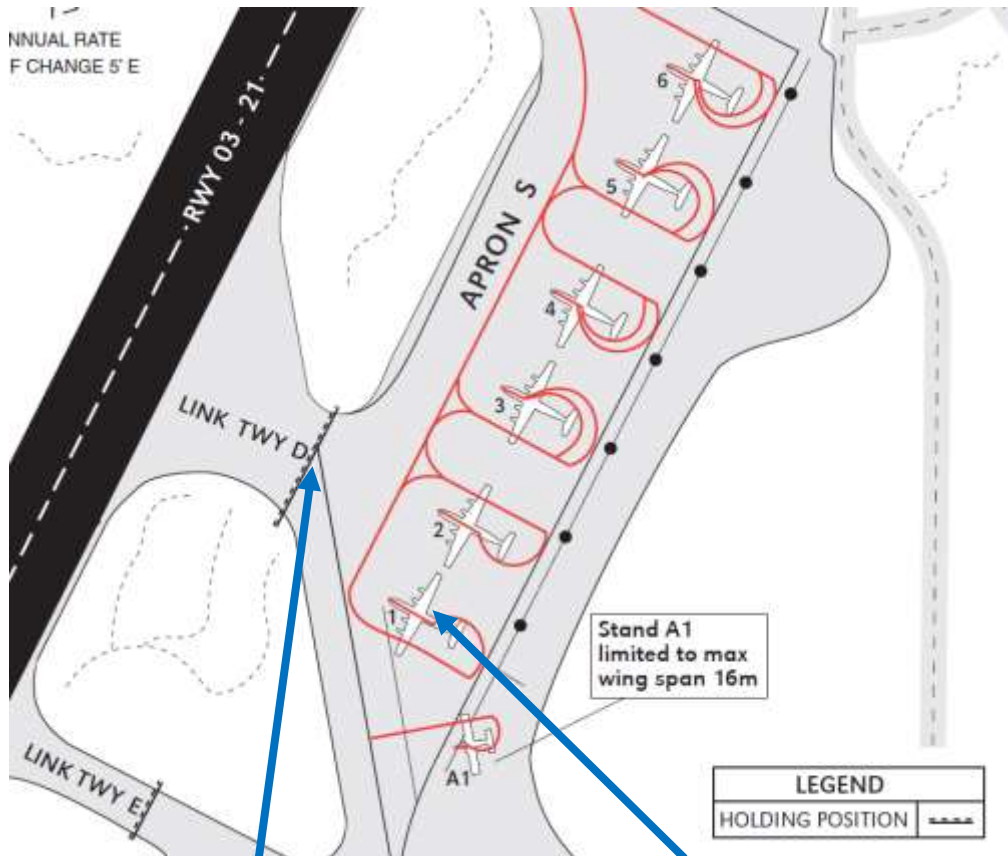 NNUAL RATE
F CHANGE 5' E
RWY 03 - 21
APRON S
6
5
4
3
2
1
LINK TWY D
LINK TWY E
A1
Stand A1
limited to max
wing span 16m
LEGEND
HOLDING POSITION